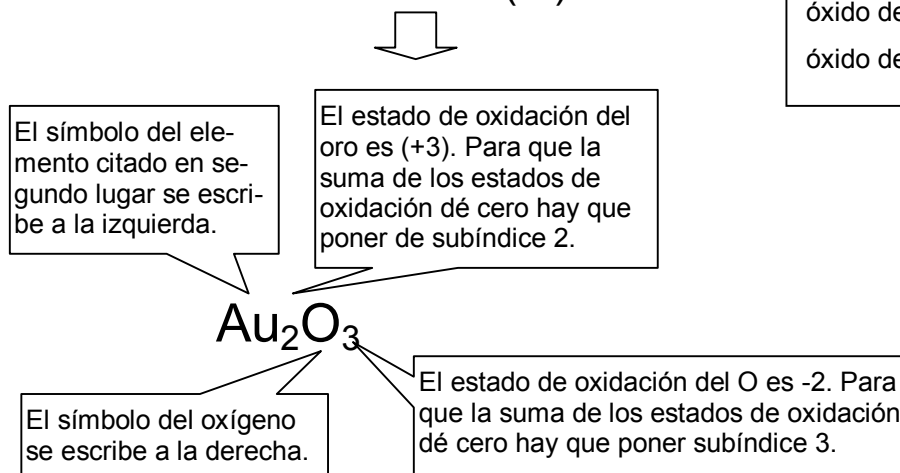 óxido de
óxido de
El estado de oxidación del
oro es (+3). Para que la
suma de los estados de
oxidación dé cero hay que
poner de subíndice 2.
El símbolo del ele-
mento citado en se-
gundo lugar se escri-
be a la izquierda.
Au₂O₃
El estado de oxidación del O es -2. Para
que la suma de los estados de oxidación
dé cero hay que poner subíndice 3.
El símbolo del oxígeno
se escribe a la derecha.